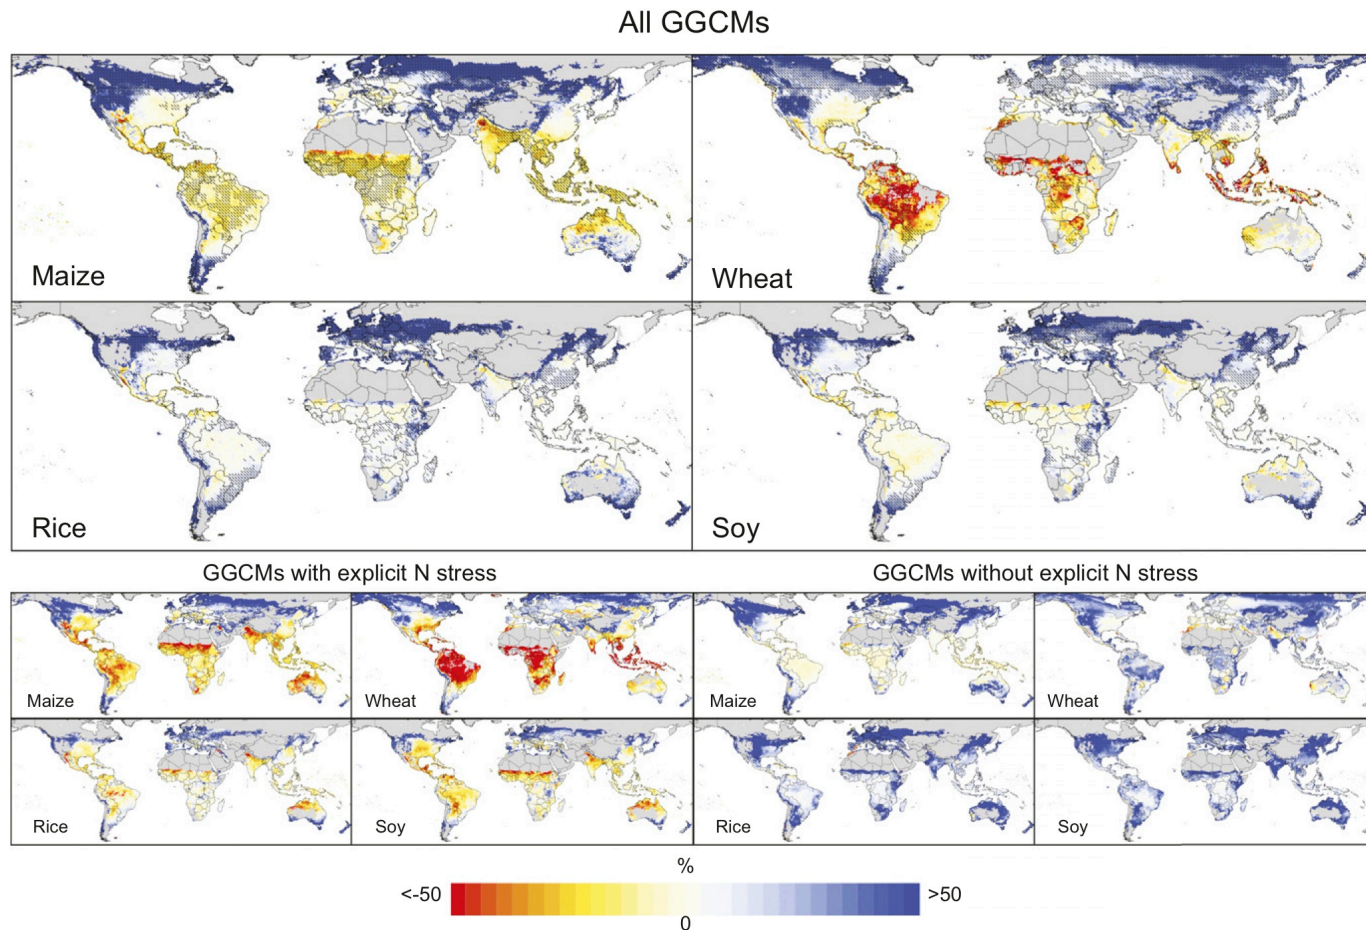 All GGCMs
Maize
Wheat
Rice
Soy
GGCMs with explicit N stress
GGCMs without explicit N stress
Maize
Wheat
Maize
Wheat
Rice
Soy
Rice
Soy
%
<-50
>50
0